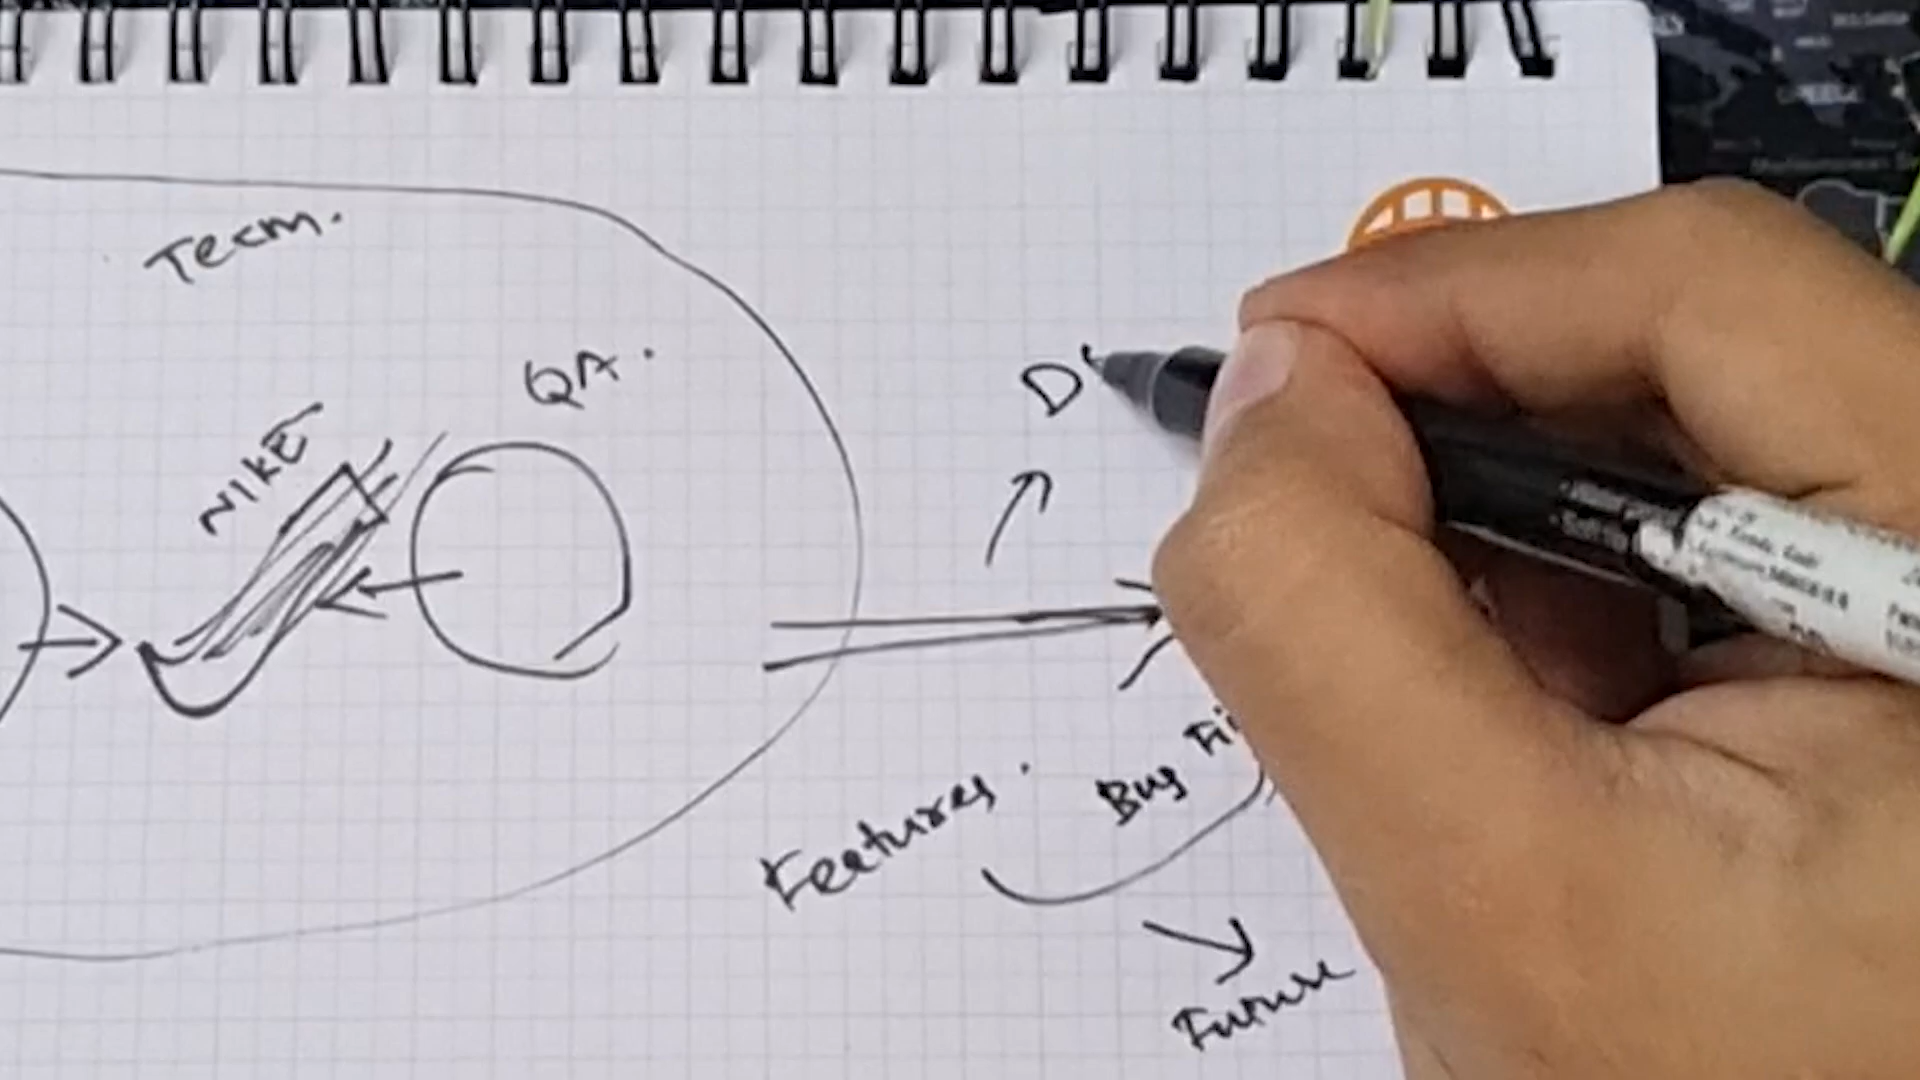 Team.
QA.
NIKE
D
Features.
Bug Fi
Future